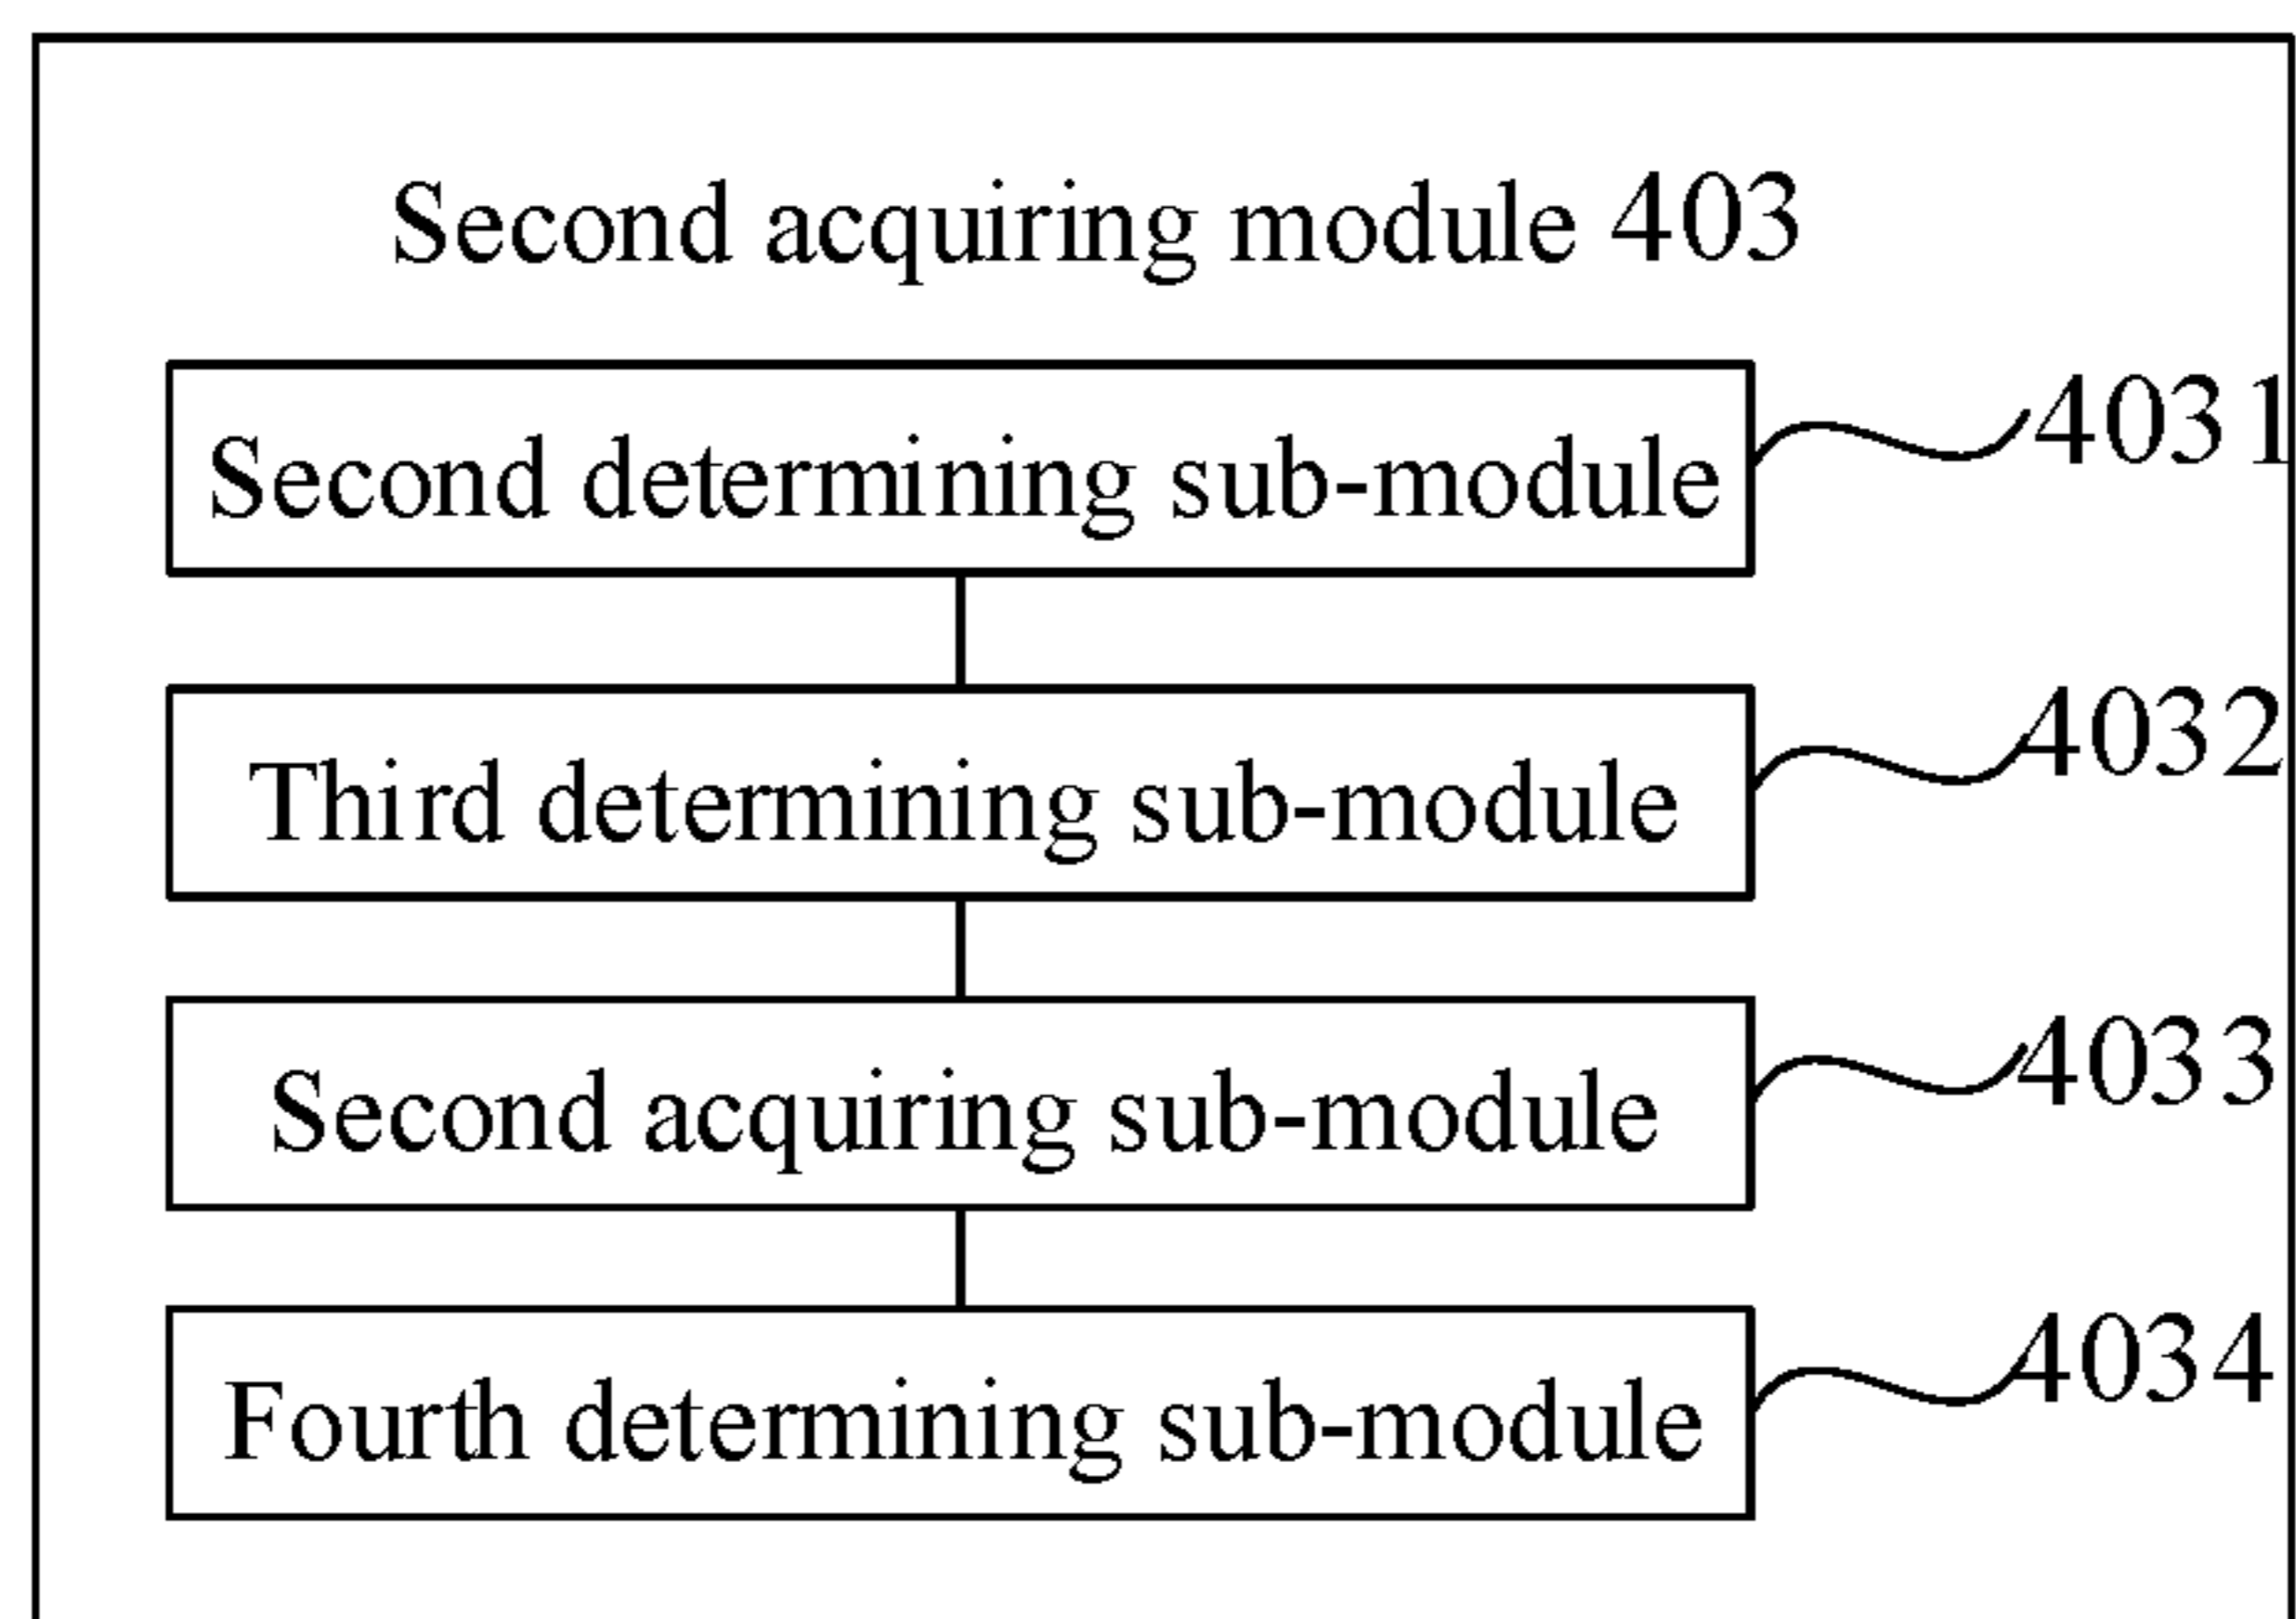 Second acquiring module 403
Second determining sub-module
4031
Third determining sub-module
4032
Second acquiring sub-module
4033
Fourth determining sub-module
4034